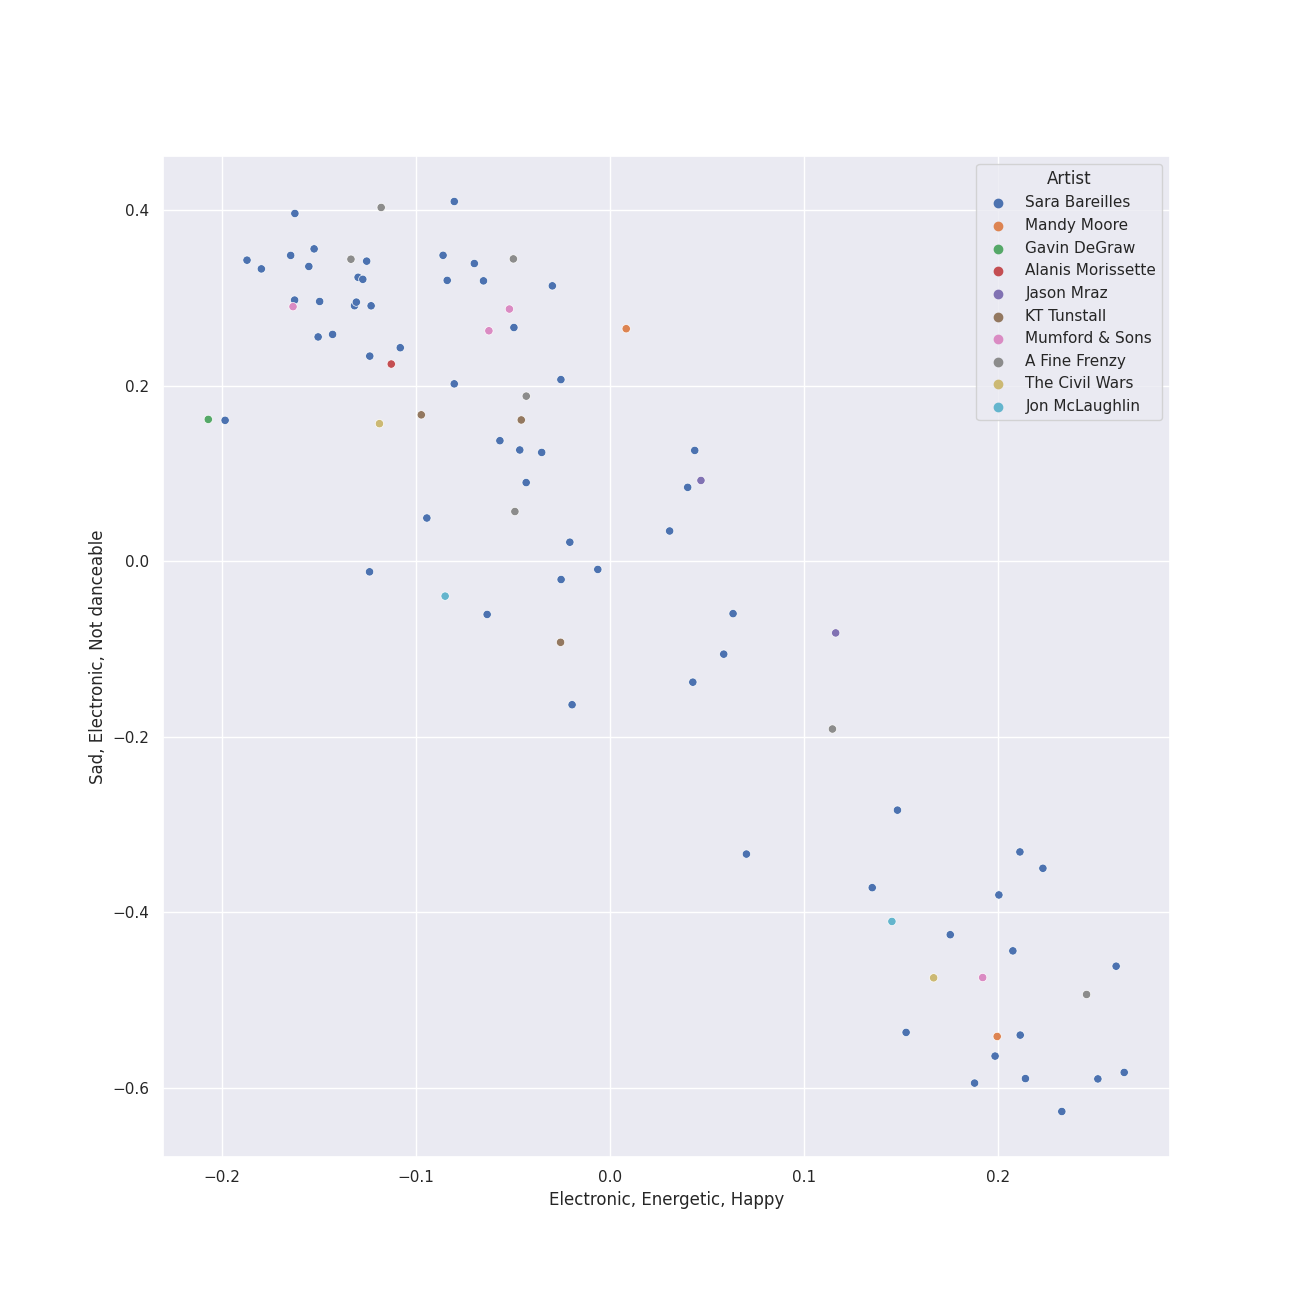 Artist
Sara Bareilles
Mandy Moore
Gavin DeGraw
Alanis Morissette
Jason Mraz
KT Tunstall
Mumford & Sons
A Fine Frenzy
The Civil Wars
Jon McLaughlin
0.4
0.2
0.0
−0.2
−0.4
−0.6
Sad, Electronic, Not danceable
−0.2
−0.1
0.0
0.1
0.2
Electronic, Energetic, Happy